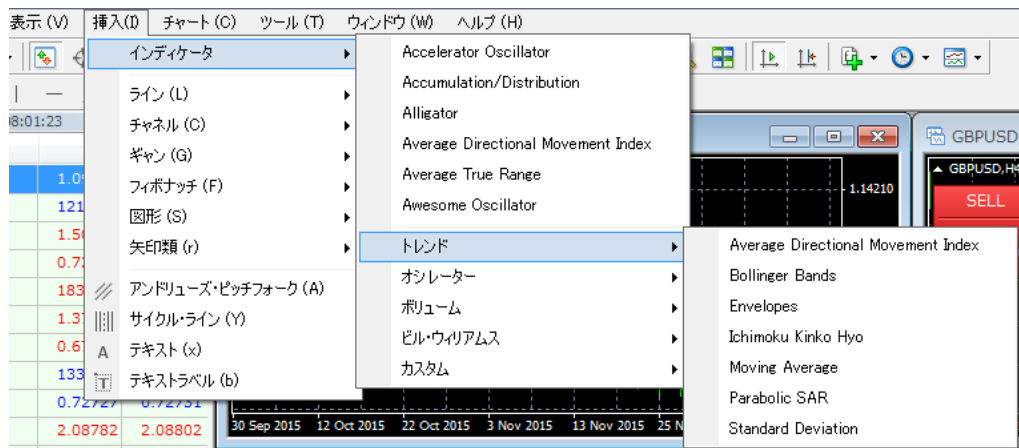 表示 (V) 挿入(I) チャート (C) ツール (T) ウィンドウ (W) ヘルプ (H)
インディケータ
ライン (L)
チャネル (C)
ギャン (G)
フィボナッチ (F)
図形 (S)
矢印類 (r)
アンドリューズ・ピッチフォーク (A)
サイクル・ライン (Y)
A テキスト (x)
T テキストラベル (b)
Accelerator Oscillator
Accumulation/Distribution
Alligator
Average Directional Movement Index
Average True Range
Awesome Oscillator
トレンド
オシレーター
ボリューム
ビル・ウィリアムス
カスタム
Average Directional Movement Index
Bollinger Bands
Envelopes
Ichimoku Kinko Hyo
Moving Average
Parabolic SAR
Standard Deviation
8:01:23
121
183
133
0.72727 0.72731
2.08782 2.08802
1.14210
GBPUSD
GBPUSD,H4
SELL
30 Sep 2015 12 Oct 2015 22 Oct 2015 3 Nov 2015 13 Nov 2015 25 N